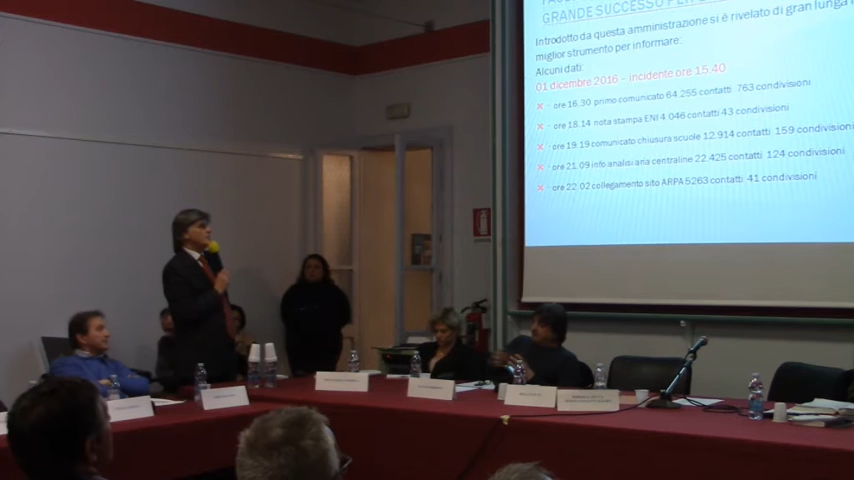 GRANDE SUCCESSO PER
Introdotto da questa amministrazione si è rivelato di gran lunga
miglior strumento per informare:
Alcuni dati:
01 dicembre 2016 – incidente ore 15.40
- ore 16.30 primo comunicato 64.255 contatti 763 condivisioni
- ore 18.14 nota stampa ENI 4.046 contatti 43 condivisioni
- ore 19.19 comunicato chiusura scuole 12.914 contatti 159 condivisioni
- ore 21.09 info analisi aria centraline 22.425 contatti 124 condivisioni
- ore 22.02 collegamento sito ARPA 5263 contatti 41 condivisioni